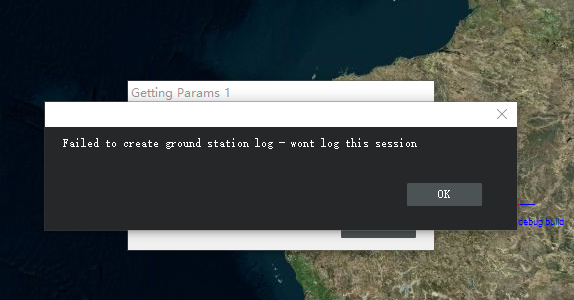 Getting Params 1
Failed to create ground station log - wont log this session
OK
debug build